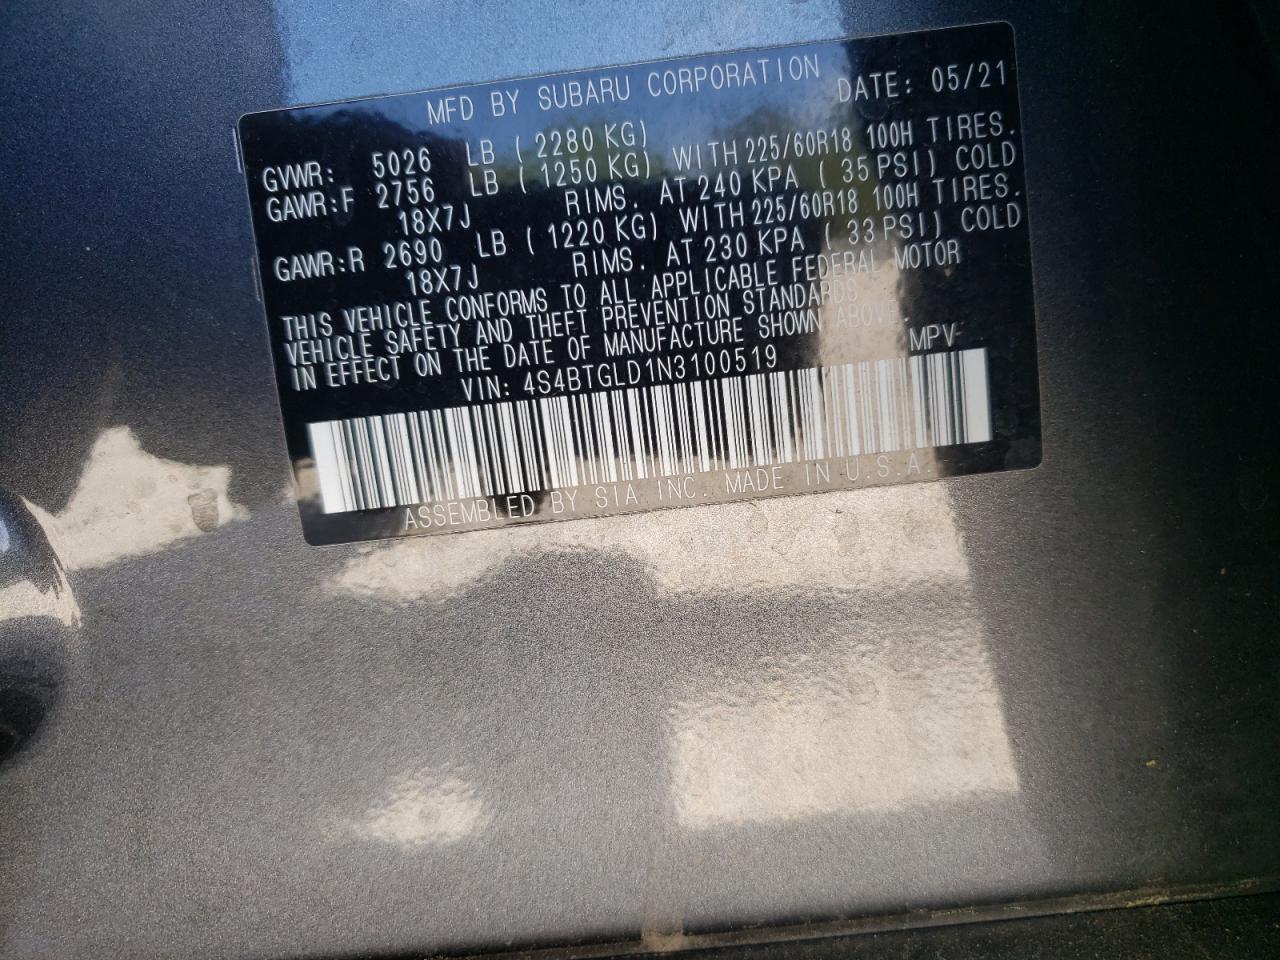 MFD BY SUBARU CORPORATION DATE: 05/21
GVWR: 5026 LB ( 2280 KG)
GAWR:F 2756 LB ( 1250 KG) WITH 225/60R18 100H TIRES.
18X7J RIMS. AT 240 KPA ( 35 PSI) COLD
GAWR:R 2690 LB ( 1220 KG) WITH 225/60R18 100H TIRES.
18X7J RIMS. AT 230 KPA ( 33 PSI) COLD
THIS VEHICLE CONFORMS TO ALL APPLICABLE FEDERAL MOTOR
VEHICLE SAFETY AND THEFT PREVENTION STANDARDS
IN EFFECT ON THE DATE OF MANUFACTURE SHOWN ABOVE.
VIN: 4S4BTGLD1N3100519 MPV
ASSEMBLED BY SIA INC. MADE IN U.S.A.